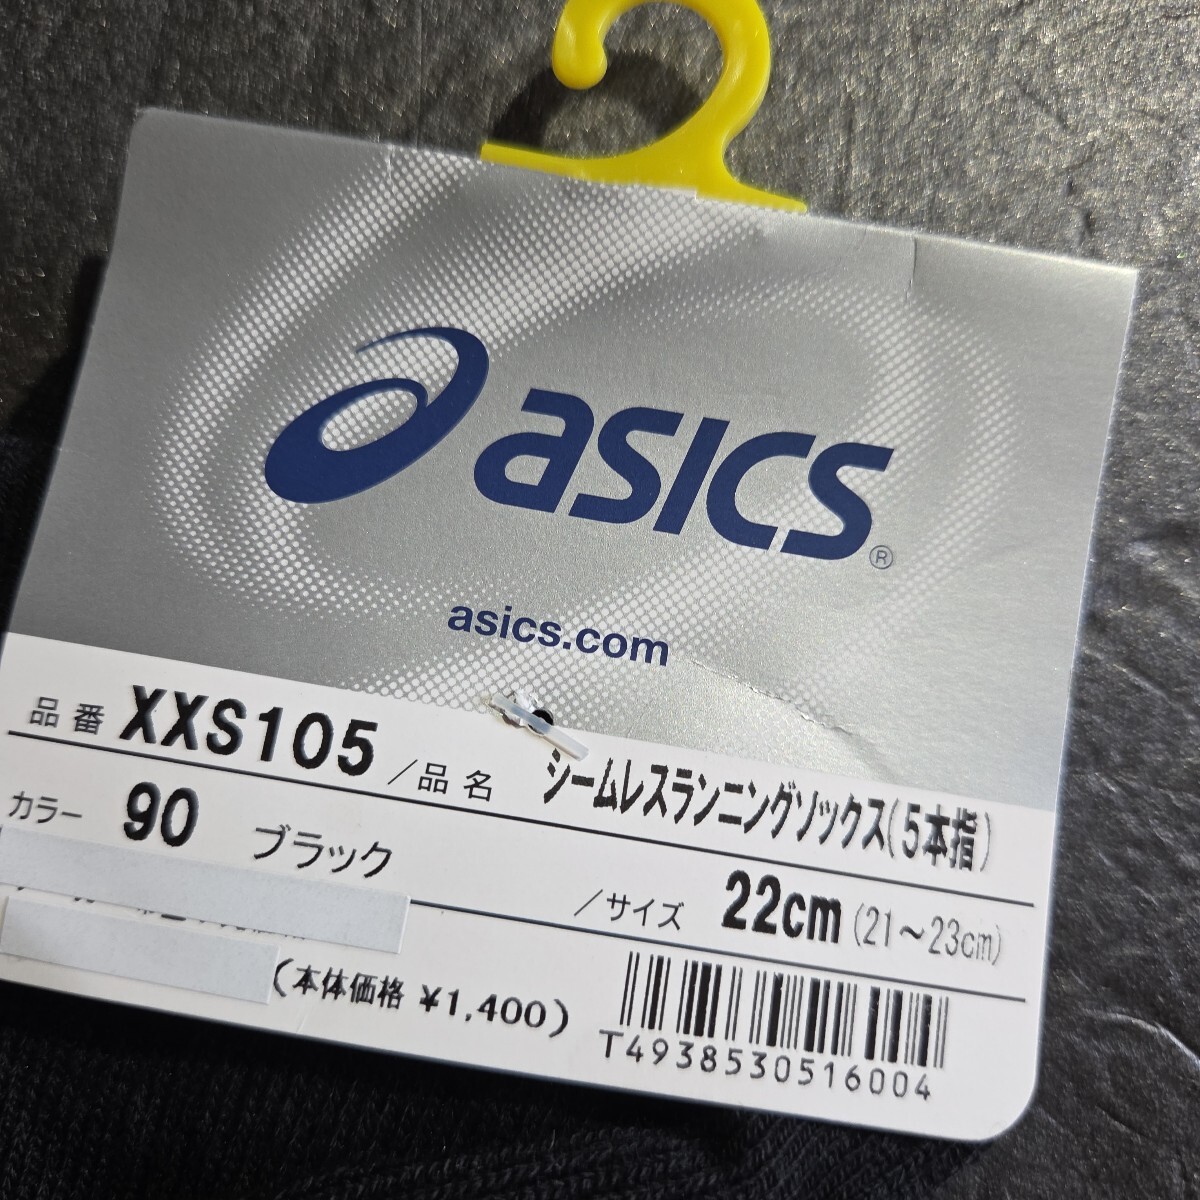 asics®
asics.com
品番 XXS105 /品名 シームレスランニングソックス(5本指)
カラー 90 ブラック /サイズ 22cm (21～23cm)
(本体価格 ¥1,400)
T4938530516004